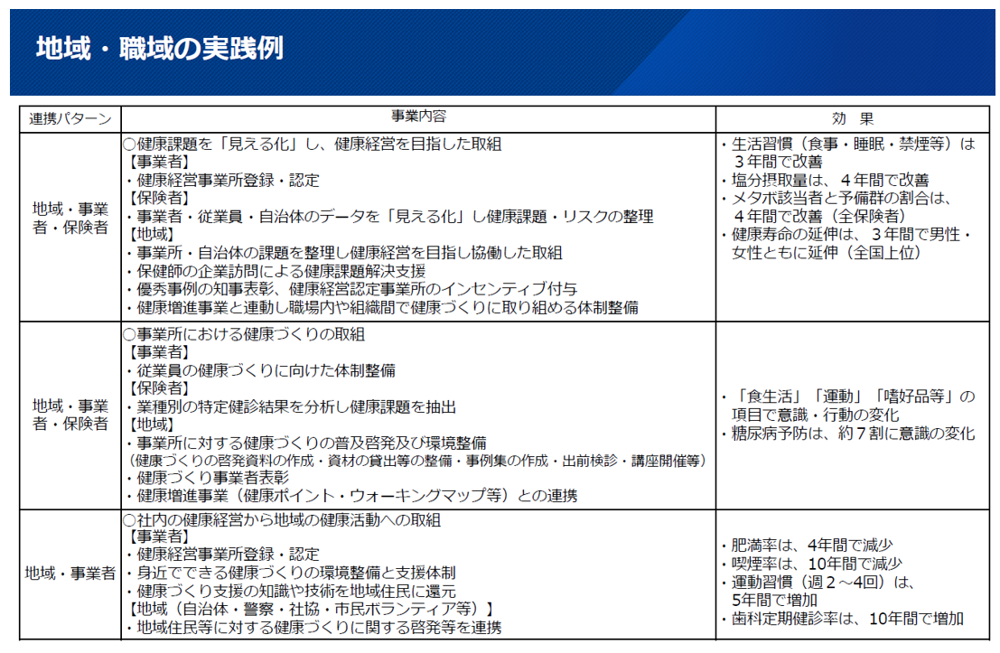 地域・職域の実践例
連携パターン
事業内容
効　果
地域・事業
者・保険者
○健康課題を「見える化」し、健康経営を目指した取組
【事業者】
・健康経営事業所登録・認定
【保険者】
・事業者・従業員・自治体のデータを「見える化」し健康課題・リスクの整理
【地域】
・事業所・自治体の課題を整理し健康経営を目指し協働した取組
・保健師の企業訪問による健康課題解決支援
・優秀事例の知事表彰、健康経営認定事業所のインセンティブ付与
・健康増進事業と連動し職場内や組織間で健康づくりに取り組める体制整備
・生活習慣（食事・睡眠・禁煙等）は
３年間で改善
・塩分摂取量は、４年間で改善
・メタボ該当者と予備群の割合は、
４年間で改善（全保険者）
・健康寿命の延伸は、３年間で男性・
女性ともに延伸（全国上位）
地域・事業
者・保険者
○事業所における健康づくりの取組
【事業者】
・従業員の健康づくりに向けた体制整備
【保険者】
・業種別の特定健診結果を分析し健康課題を抽出
【地域】
・事業所に対する健康づくりの普及啓発及び環境整備
（健康づくりの啓発資料の作成・資材の貸出等の整備・事例集の作成・出前検診・講座開催等）
・健康づくり事業者表彰
・健康増進事業（健康ポイント・ウォーキングマップ等）との連携
・「食生活」「運動」「嗜好品等」の
項目で意識・行動の変化
・糖尿病予防は、約７割に意識の変化
地域・事業者
○社内の健康経営から地域の健康活動への取組
【事業者】
・健康経営事業所登録・認定
・身近でできる健康づくりの環境整備と支援体制
・健康づくり支援の知識や技術を地域住民に還元
【地域（自治体・警察・社協・市民ボランティア等）】
・地域住民等に対する健康づくりに関する啓発等を連携
・肥満率は、4年間で減少
・喫煙率は、10年間で減少
・運動習慣（週２～4回）は、
5年間で増加
・歯科定期健診率は、10年間で増加